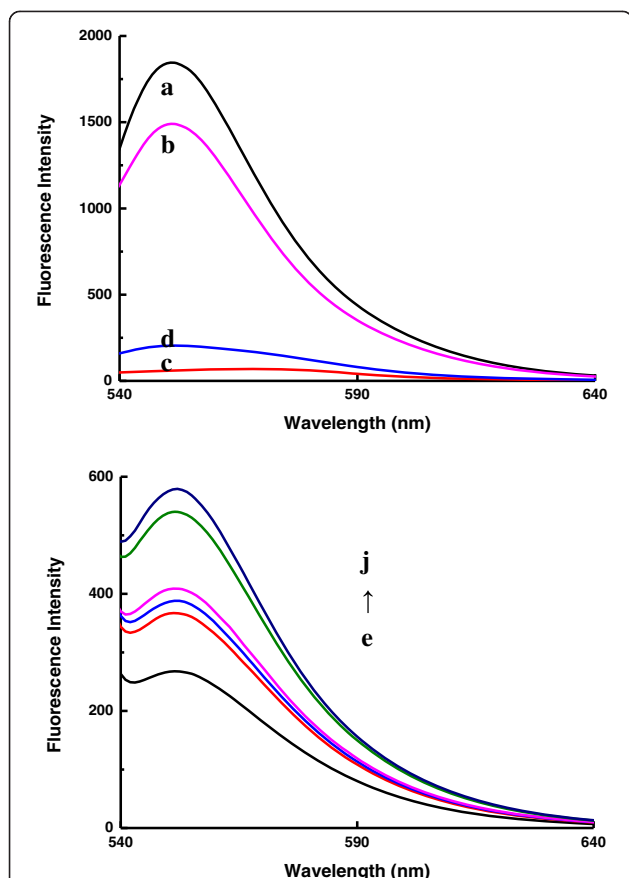 2000
1500
1000
500
0
Fluorescence Intensity
a
b
d
c
540
590
640
Wavelength (nm)
600
400
200
0
Fluorescence Intensity
j
↑
e
540
590
640
Wavelength (nm)